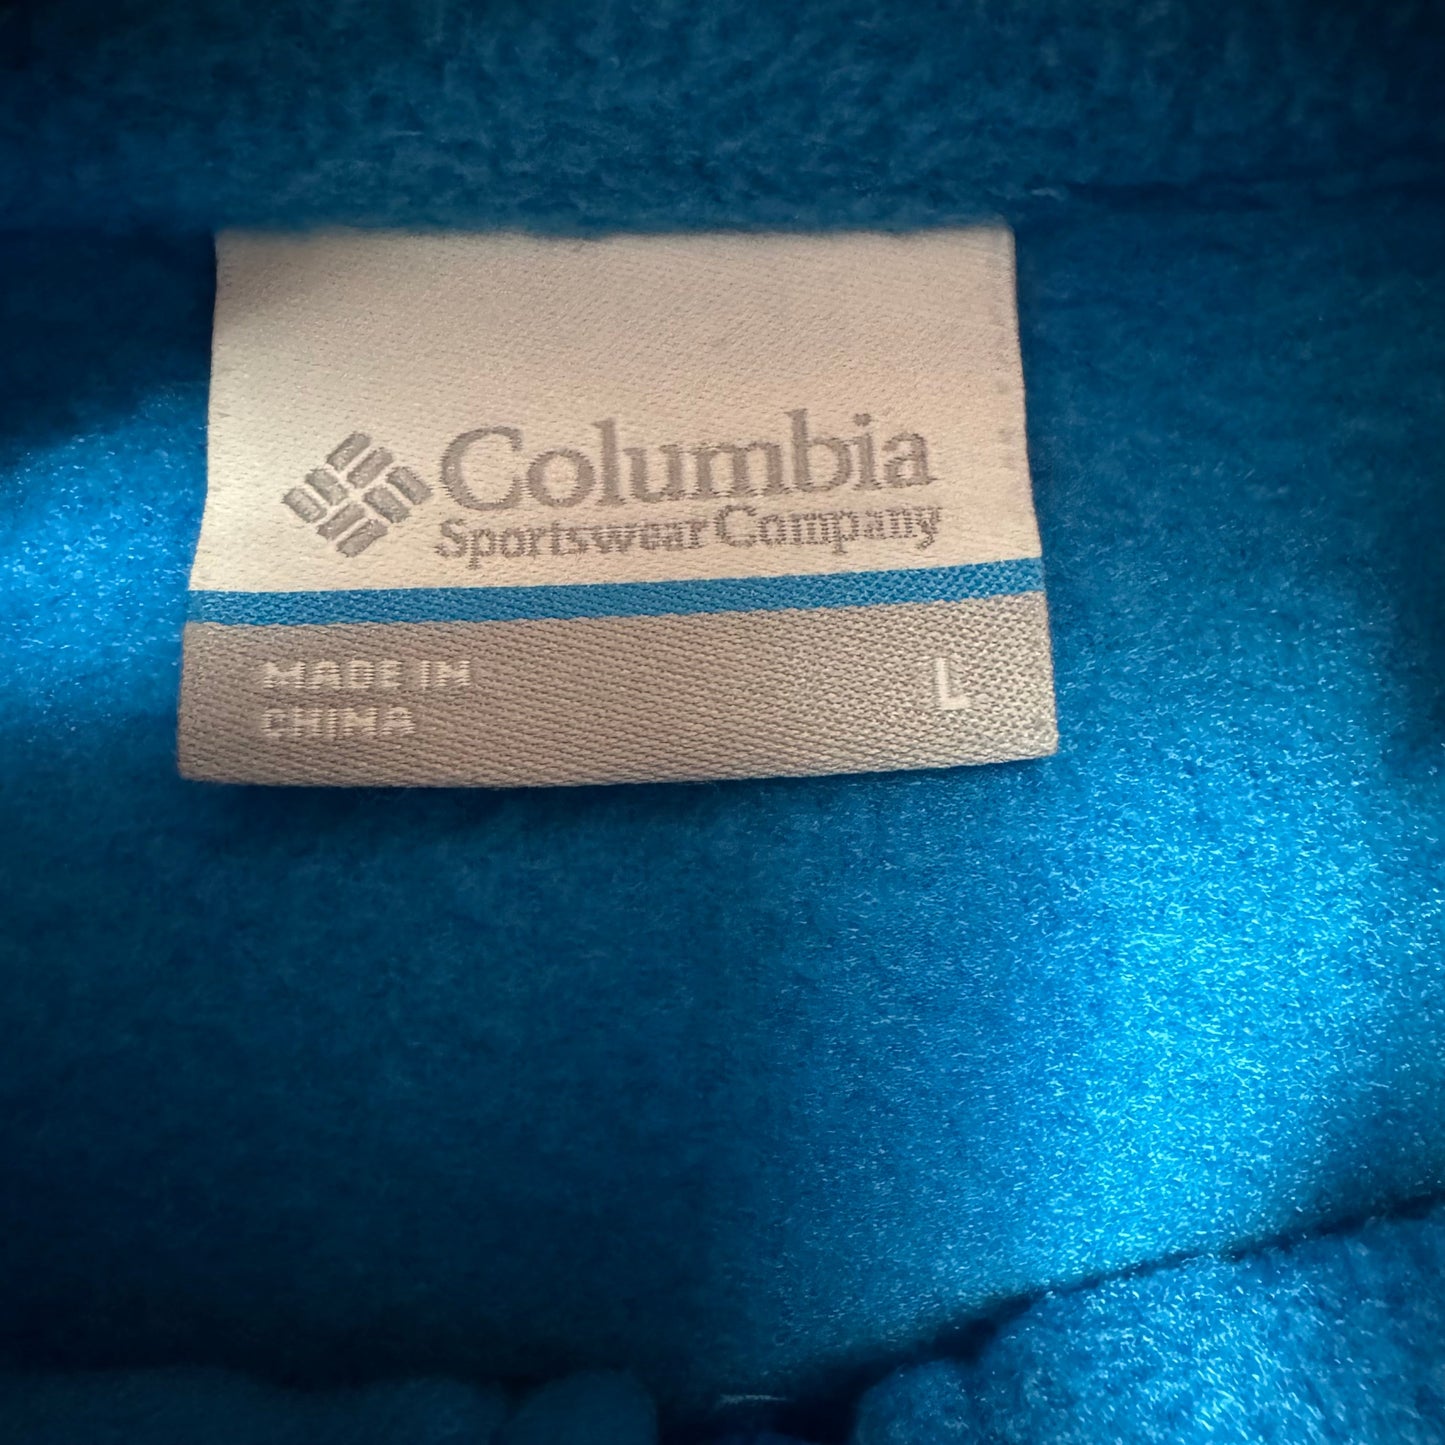 Columbia
Sportswear Company
MADE IN
CHINA
L